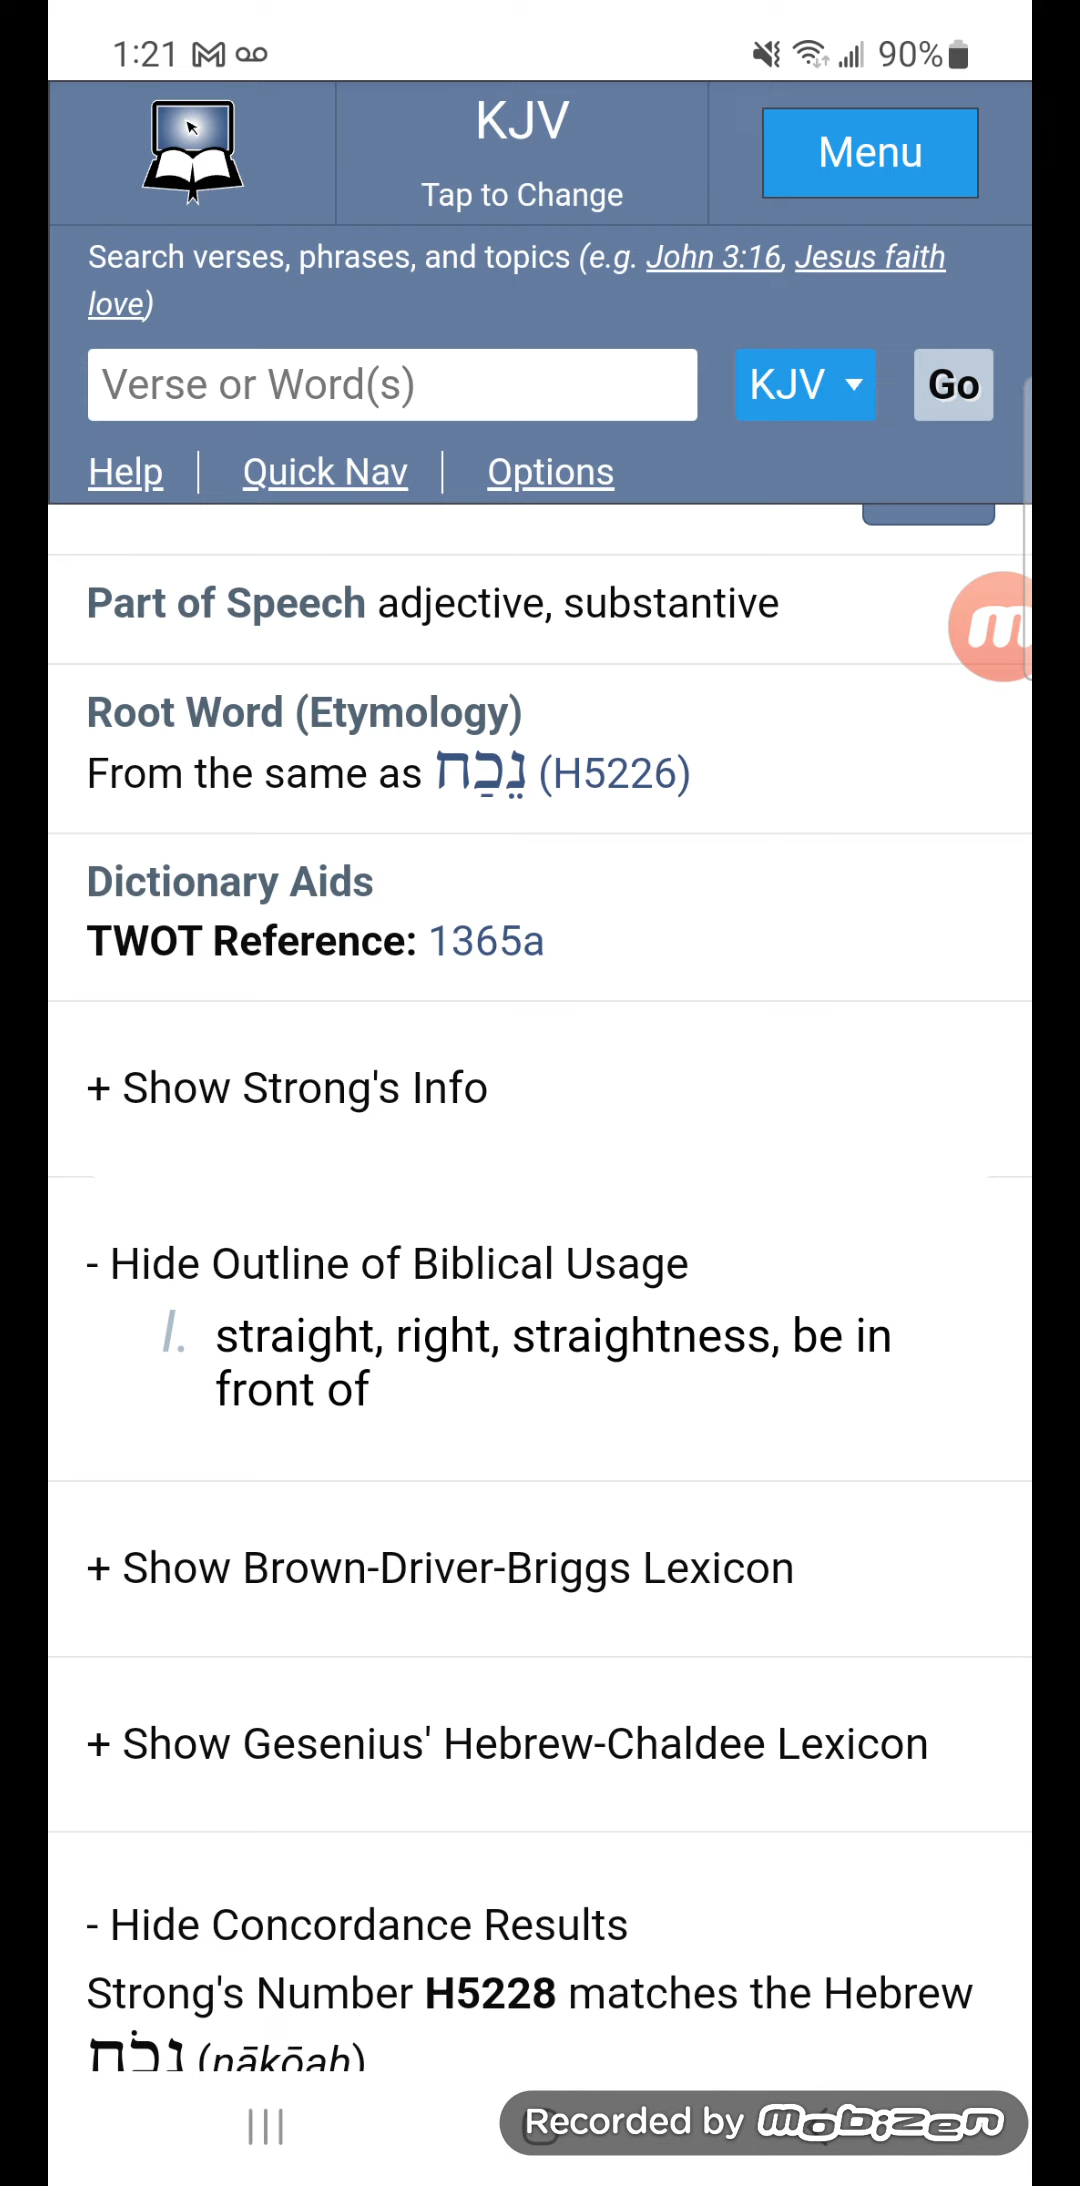 1:21 90%
KJV
Tap to Change
Menu
Search verses, phrases, and topics (e.g. John 3:16, Jesus faith
love)
Verse or Word(s) KJV Go
Help | Quick Nav | Options
Part of Speech adjective, substantive
Root Word (Etymology)
From the same as נֵכַח (H5226)
Dictionary Aids
TWOT Reference: 1365a
+ Show Strong's Info
- Hide Outline of Biblical Usage
I. straight, right, straightness, be in
front of
+ Show Brown-Driver-Briggs Lexicon
+ Show Gesenius' Hebrew-Chaldee Lexicon
- Hide Concordance Results
Strong's Number H5228 matches the Hebrew
נָכֹחַ (nākōaḥ)
Recorded by mobizen